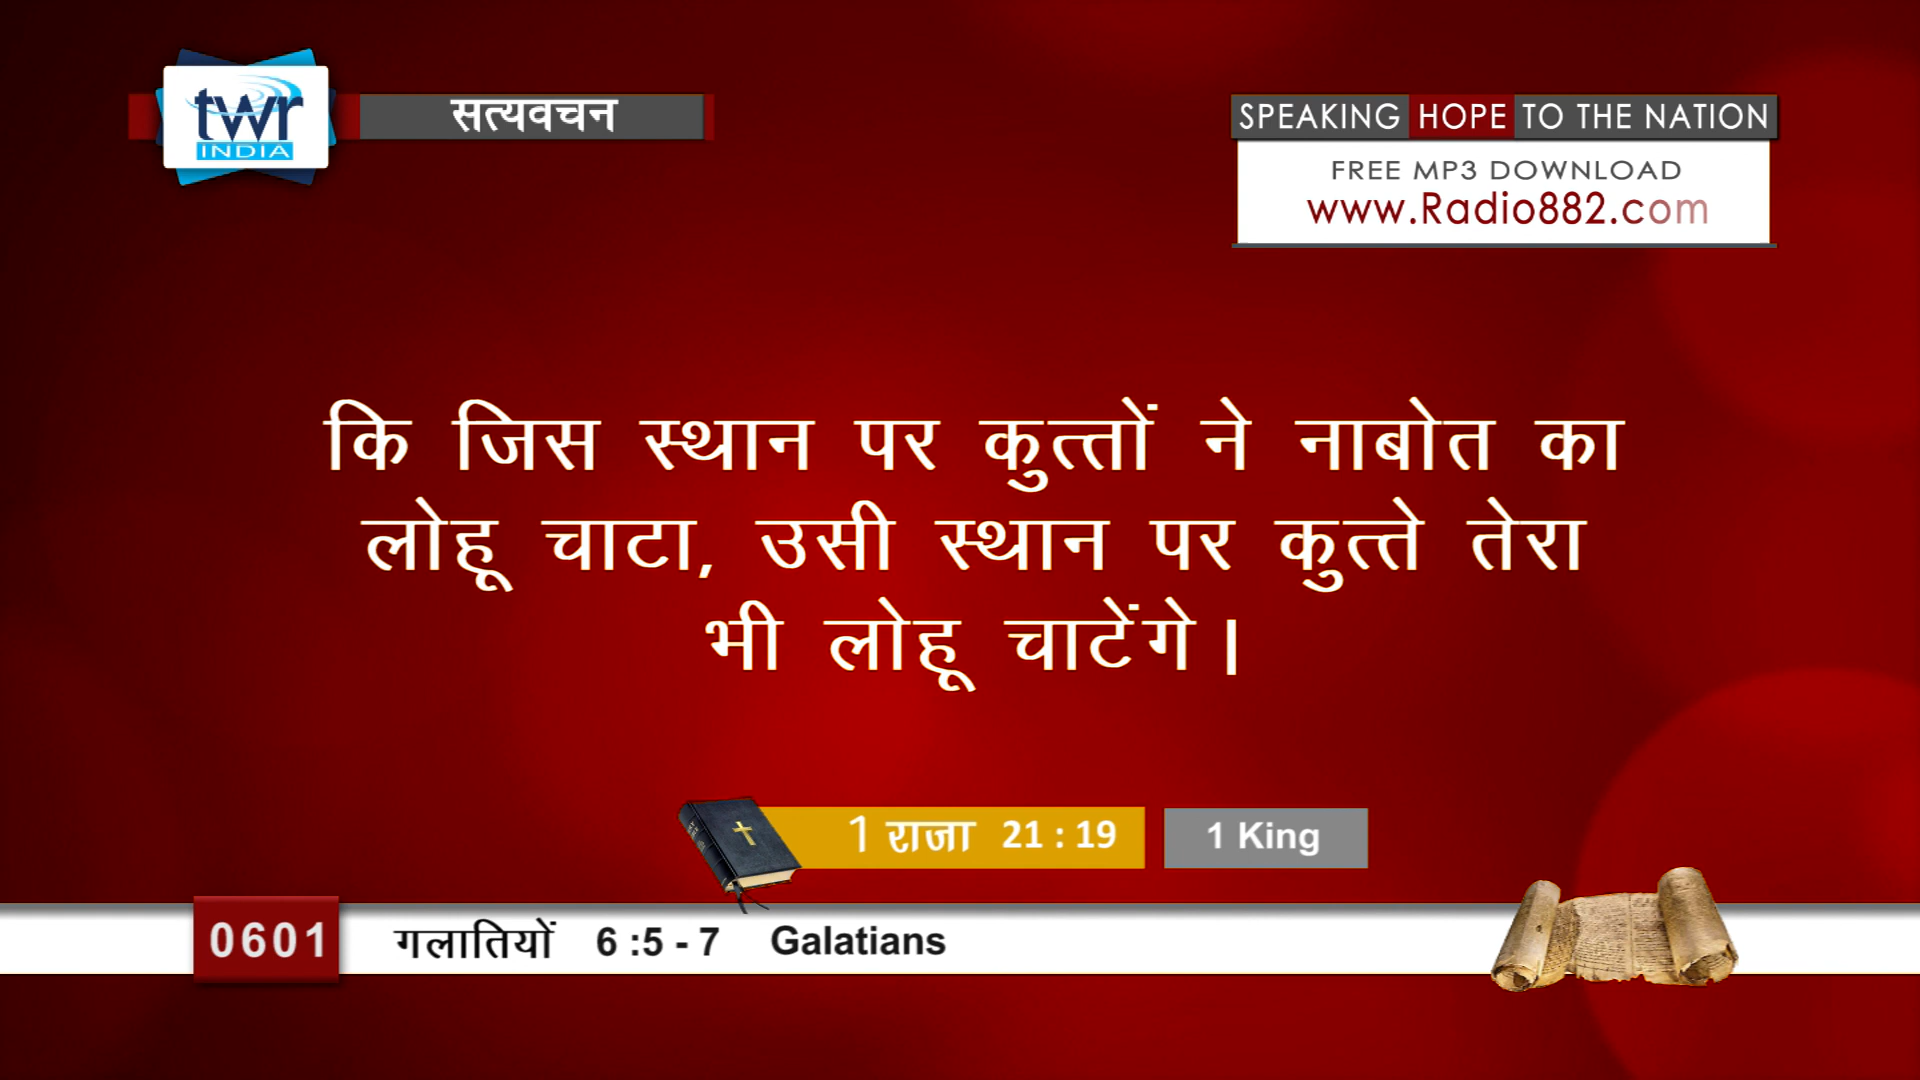 twr
INDIA
सत्यवचन
SPEAKING HOPE TO THE NATION
FREE MP3 DOWNLOAD
www.Radio882.com
कि जिस स्थान पर कुत्तों ने नाबोत का
लोहू चाटा, उसी स्थान पर कुत्ते तेरा
भी लोहू चाटेंगे।
1 राजा 21 : 19 1 King
0601 गलातियों 6 :5 - 7 Galatians